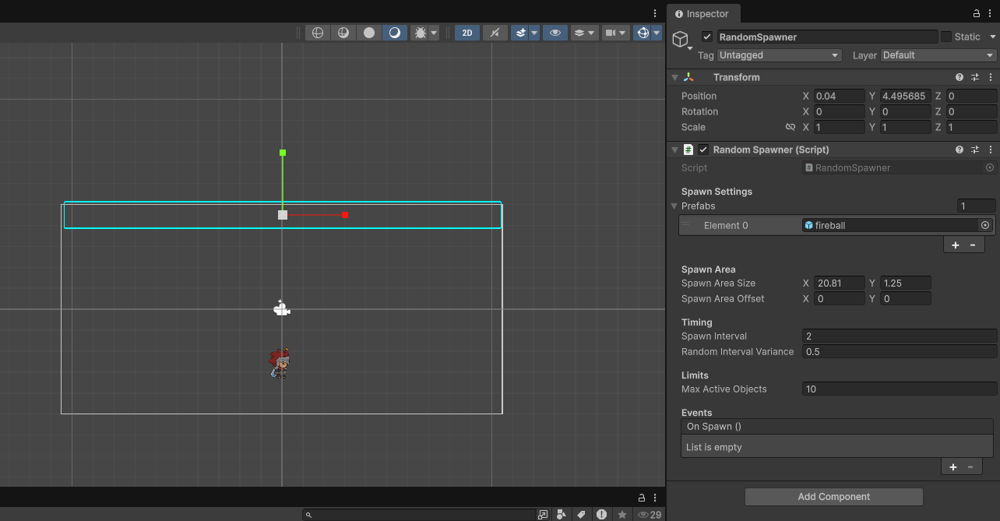 Inspector
2D
RandomSpawner
Static
Tag Untagged Layer Default
Transform
Position X 0.04 Y 4.495685 Z 0
Rotation X 0 Y 0 Z 0
Scale X 1 Y 1 Z 1
# Random Spawner (Script)
Script # RandomSpawner
Spawn Settings
Prefabs 1
Element 0 fireball
+ -
Spawn Area
Spawn Area Size X 20.81 Y 1.25
Spawn Area Offset X 0 Y 0
Timing
Spawn Interval 2
Random Interval Variance 0.5
Limits
Max Active Objects 10
Events
On Spawn ()
List is empty
+ -
Add Component
29